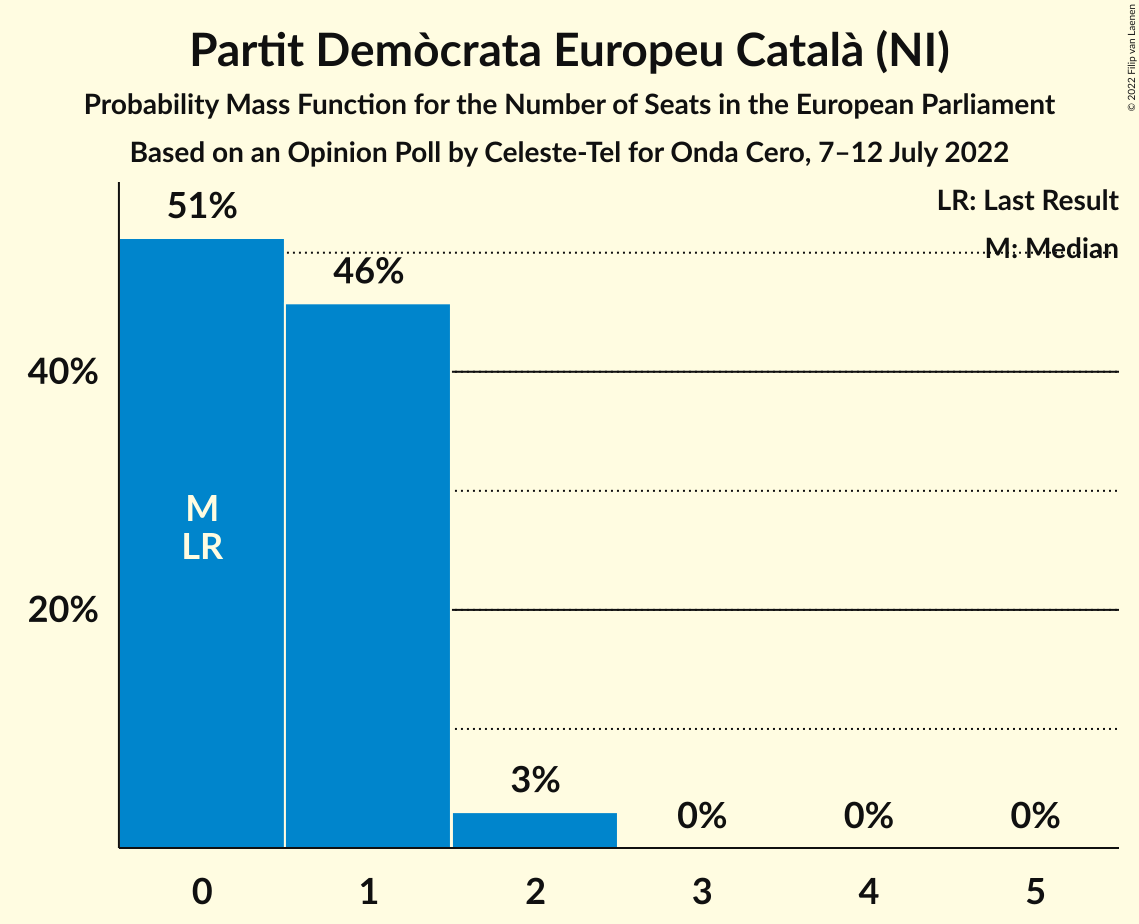 Partit Demòcrata Europeu Català (NI)
Probability Mass Function for the Number of Seats in the European Parliament
Based on an Opinion Poll by Celeste-Tel for Onda Cero, 7–12 July 2022
© 2022 Filip van Laenen
LR: Last Result
M: Median
51%
46%
40%
M
LR
20%
3%
0%
0%
0%
0
1
2
3
4
5